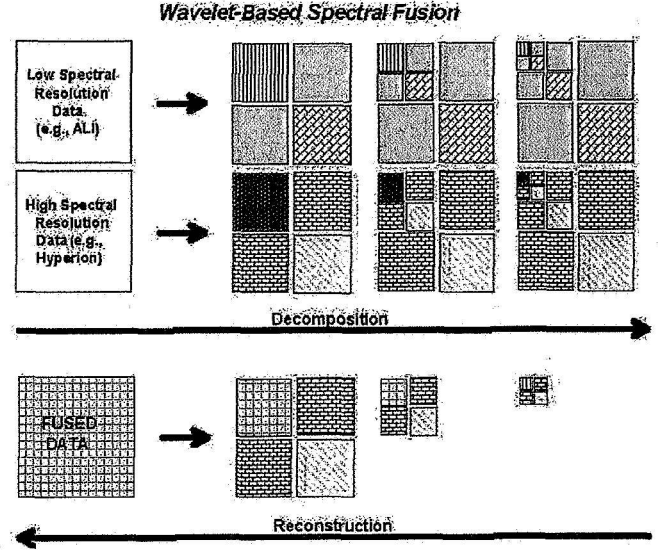 Wavelet-Based Spectral Fusion
Low Spectral
Resolution
Data
(e.g., ALI)
High Spectral
Resolution
Data (e.g.,
Hyperion)
Decomposition
FUSED
DATA
Reconstruction